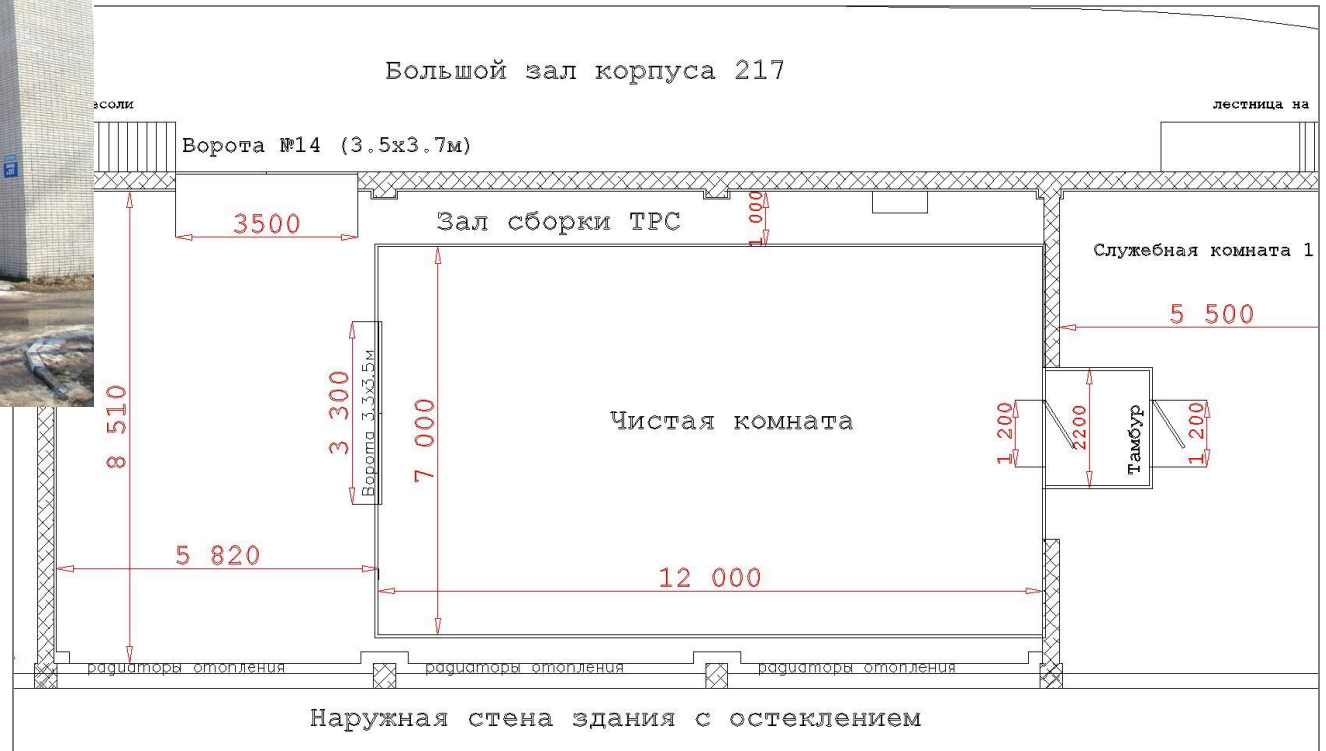 Большой зал корпуса 217
есоли
лестница на
Ворота №14 (3.5х3.7м)
3500
Зал сборки ТРС
1 000
Служебная комната 1
5 500
8 510
3 300
Ворота 3.3х3.5м
7 000
Чистая комната
1 200
2200
Тамбур
1 200
5 820
12 000
радиаторы отопления
радиаторы отопления
радиаторы отопления
Наружная стена здания с остеклением